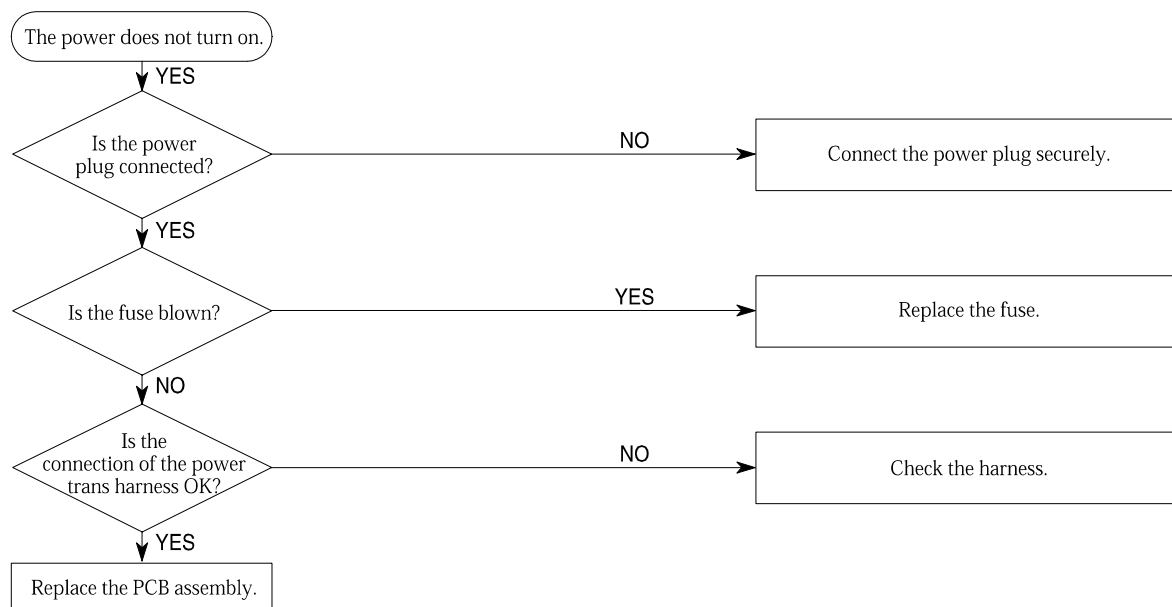 The power does not turn on.
YES
Is the power
plug connected?
NO
Connect the power plug securely.
YES
Is the fuse blown?
YES
Replace the fuse.
NO
Is the
connection of the power
trans harness OK?
NO
Check the harness.
YES
Replace the PCB assembly.